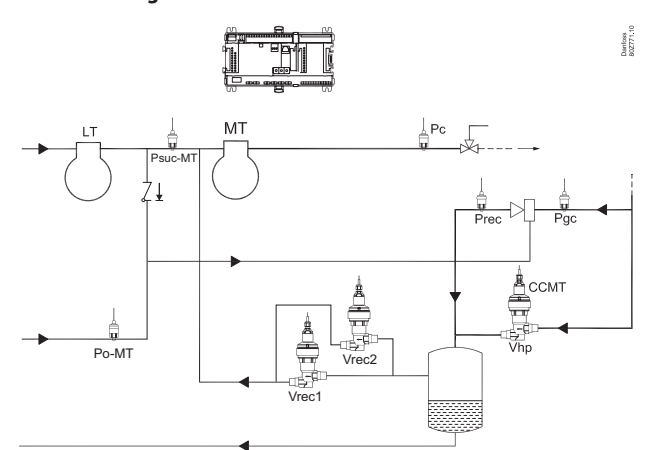 Danfoss
80Z771.10
LT
Psuc-MT
MT
Pc
Prec
Pgc
CCMT
Vhp
Po-MT
Vrec2
Vrec1